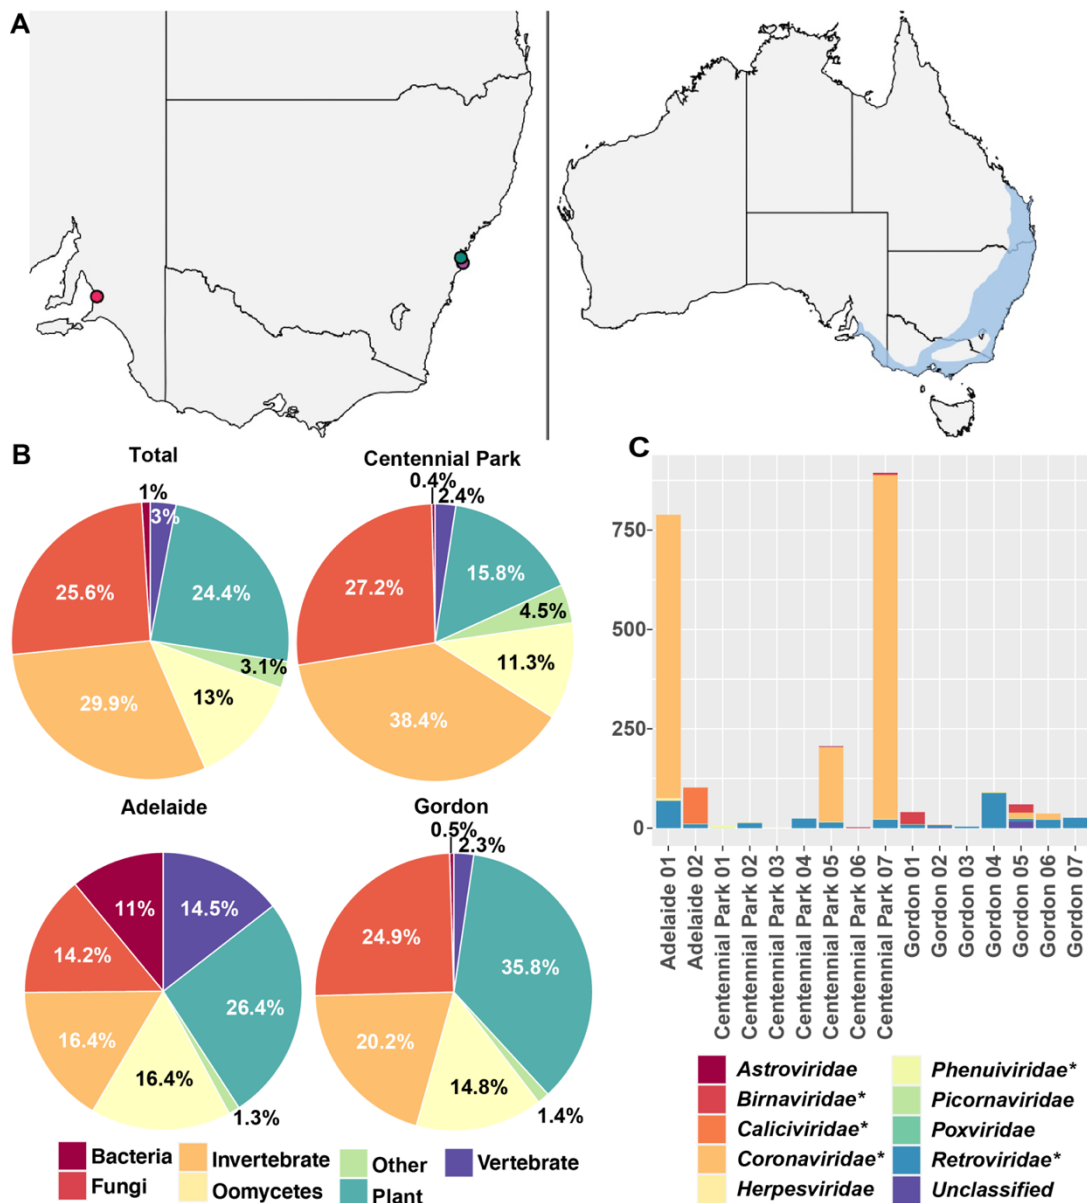 A
B
Total
1%
3%
25.6%
24.4%
3.1%
13%
29.9%
Centennial Park
0.4%
2.4%
27.2%
15.8%
4.5%
11.3%
38.4%
Adelaide
11%
14.5%
14.2%
26.4%
16.4%
16.4%
1.3%
Gordon
0.5%
2.3%
24.9%
35.8%
20.2%
14.8%
1.4%
Bacteria
Fungi
Invertebrate
Oomycetes
Other
Plant
Vertebrate
C
750
500
250
0
Adelaide 01
Adelaide 02
Centennial Park 01
Centennial Park 02
Centennial Park 03
Centennial Park 04
Centennial Park 05
Centennial Park 06
Centennial Park 07
Gordon 01
Gordon 02
Gordon 03
Gordon 04
Gordon 05
Gordon 06
Gordon 07
Astroviridae
Birnaviridae*
Caliciviridae*
Coronaviridae*
Herpesviridae
Phenuiviridae*
Picornaviridae
Poxviridae
Retroviridae*
Unclassified